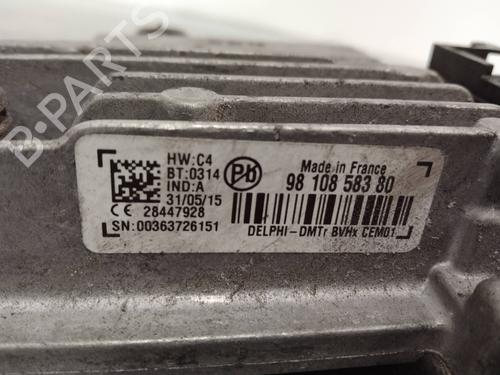 HW:C4
BT:0314
IND:A
31/05/15
CE 28447928
SN:00363726151
Pb
Made in France
98 108 583 80
DELPHI-DMTr BVHx CEM01
B-PARTS